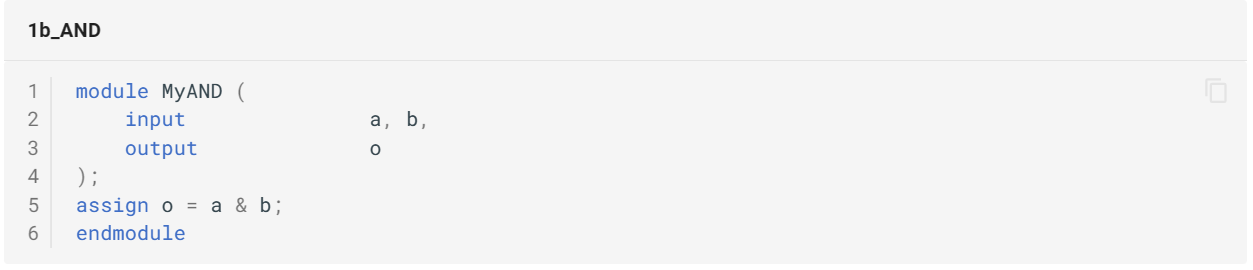 1b_AND
1 module MyAND (
2     input               a, b,
3     output              o
4 );
5 assign o = a & b;
6 endmodule